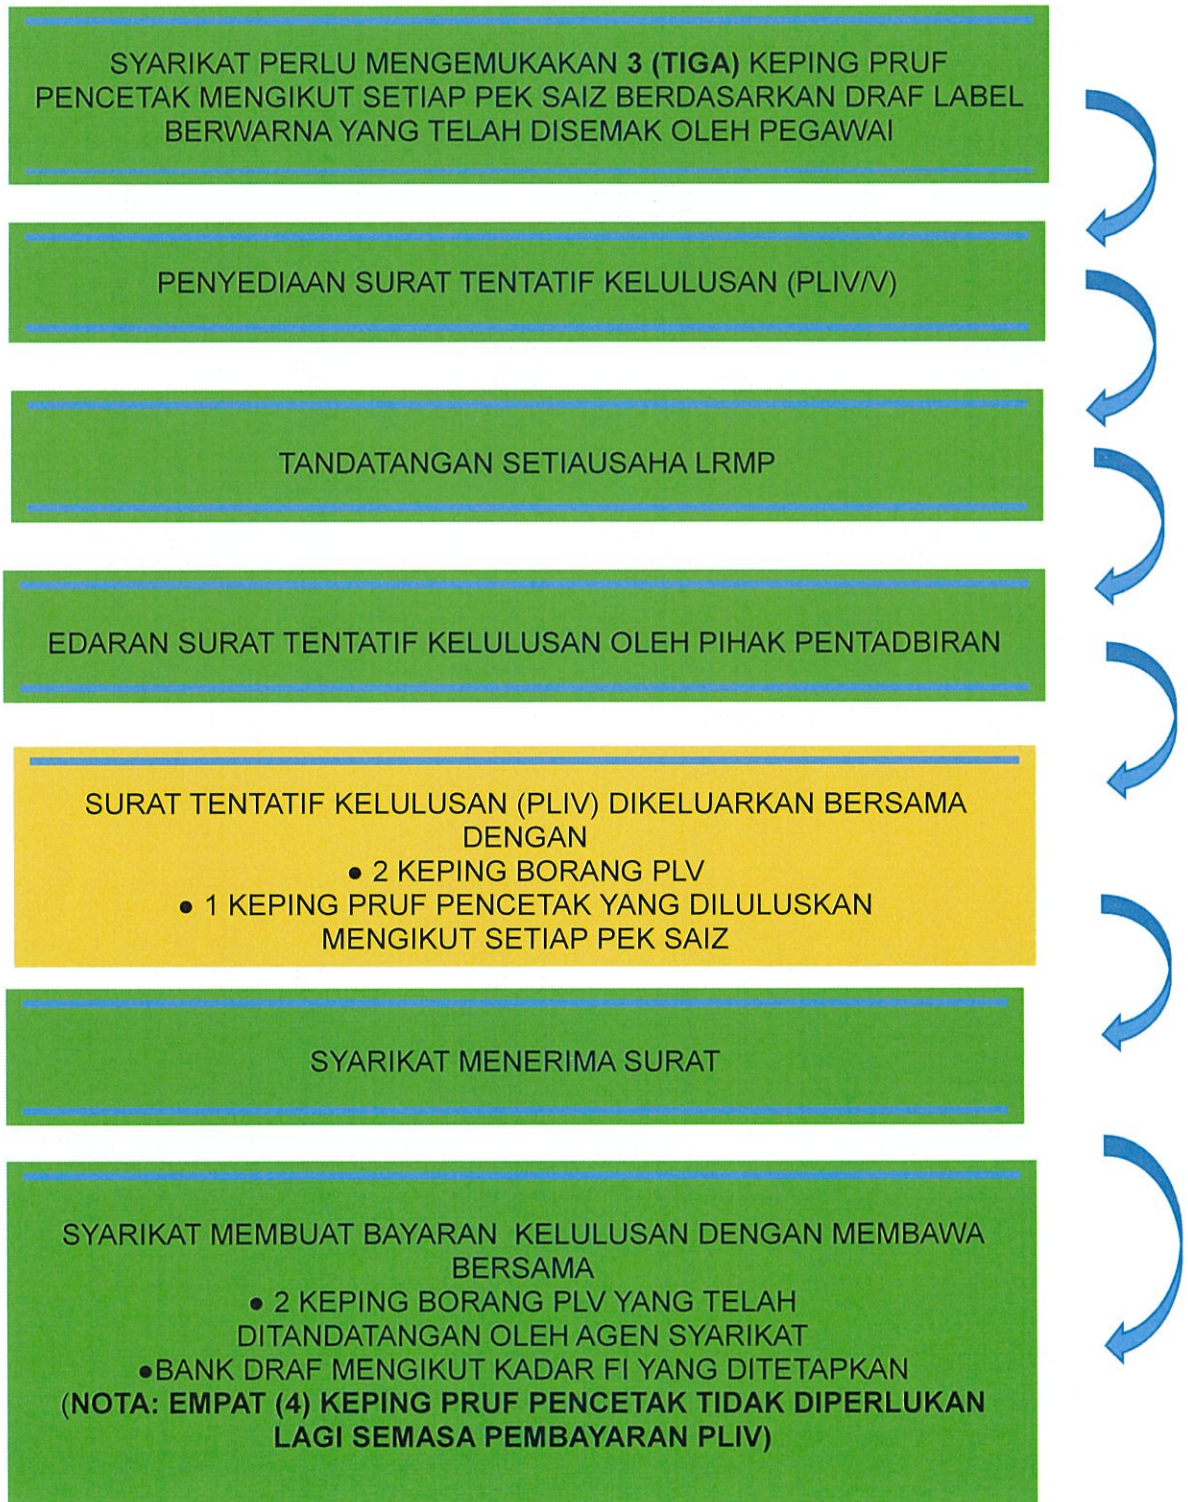 SYARIKAT PERLU MENGEMUKAKAN 3 (TIGA) KEPING PRUF
PENCETAK MENGIKUT SETIAP PEK SAIZ BERDASARKAN DRAF LABEL
BERWARNA YANG TELAH DISEMAK OLEH PEGAWAI
PENYEDIAAN SURAT TENTATIF KELULUSAN (PLIV/V)
TANDATANGAN SETIAUSAHA LRMP
EDARAN SURAT TENTATIF KELULUSAN OLEH PIHAK PENTADBIRAN
SURAT TENTATIF KELULUSAN (PLIV) DIKELUARKAN BERSAMA
DENGAN
● 2 KEPING BORANG PLV
● 1 KEPING PRUF PENCETAK YANG DILULUSKAN
MENGIKUT SETIAP PEK SAIZ
SYARIKAT MENERIMA SURAT
SYARIKAT MEMBUAT BAYARAN KELULUSAN DENGAN MEMBAWA
BERSAMA
● 2 KEPING BORANG PLV YANG TELAH
DITANDATANGAN OLEH AGEN SYARIKAT
●BANK DRAF MENGIKUT KADAR FI YANG DITETAPKAN
(NOTA: EMPAT (4) KEPING PRUF PENCETAK TIDAK DIPERLUKAN
LAGI SEMASA PEMBAYARAN PLIV)